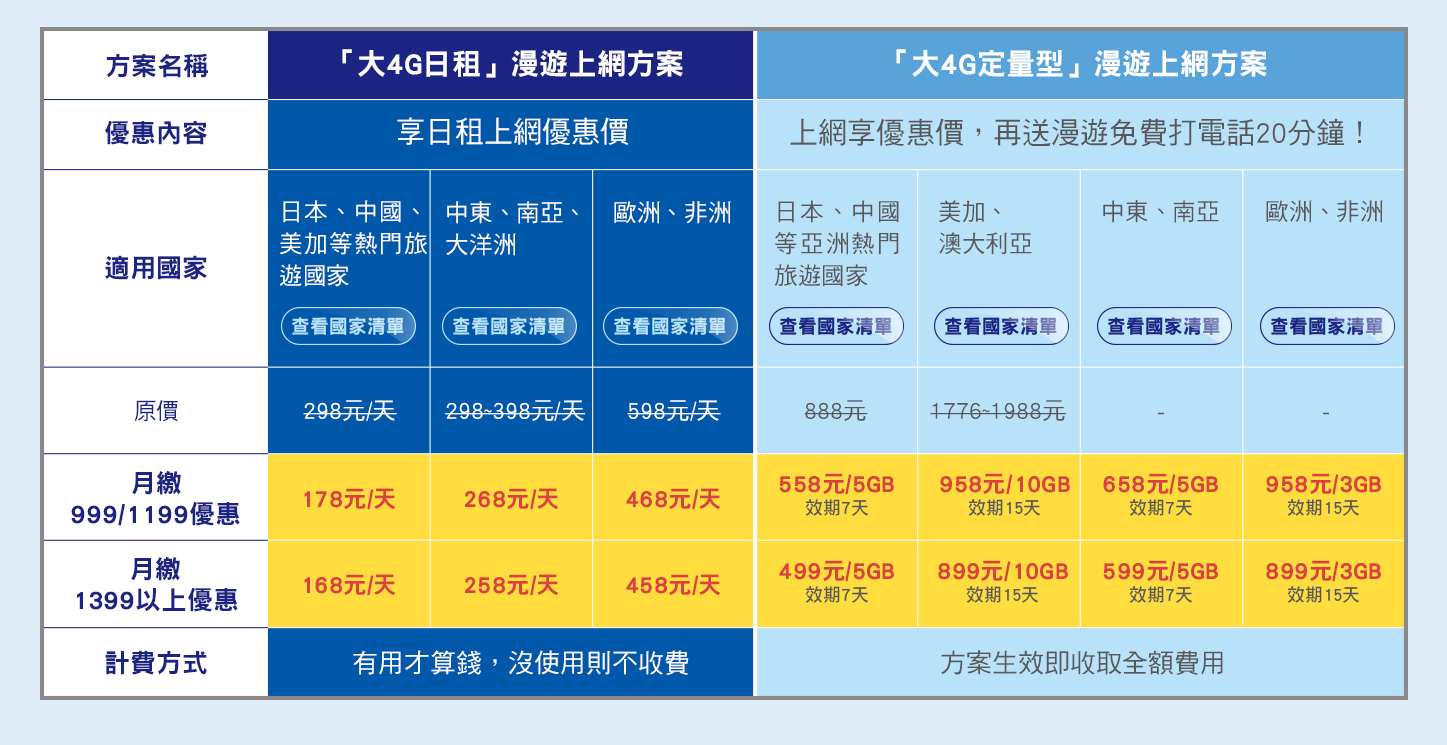 方案名稱
「大4G日租」漫遊上網方案
「大4G定量型」漫遊上網方案
優惠內容
享日租上網優惠價
上網享優惠價，再送漫遊免費打電話20分鐘！
適用國家
日本、中國、
美加等熱門旅
遊國家
查看國家清單
中東、南亞、
大洋洲
查看國家清單
歐洲、非洲
查看國家清單
日本、中國
等亞洲熱門
旅遊國家
查看國家清單
美加、
澳大利亞
查看國家清單
中東、南亞
查看國家清單
歐洲、非洲
查看國家清單
原價
298元/天
298~398元/天
598元/天
888元
1776~1988元
-
-
月繳
999/1199優惠
178元/天
268元/天
468元/天
558元/5GB
效期7天
958元/10GB
效期15天
658元/5GB
效期7天
958元/3GB
效期15天
月繳
1399以上優惠
168元/天
258元/天
458元/天
499元/5GB
效期7天
899元/10GB
效期15天
599元/5GB
效期7天
899元/3GB
效期15天
計費方式
有用才算錢，沒使用則不收費
方案生效即收取全額費用